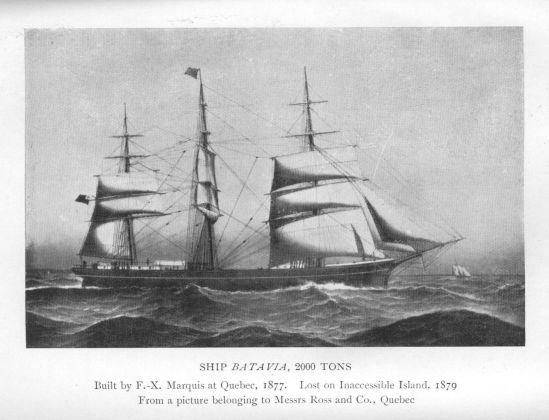 SHIP BATAVIA, 2000 TONS
Built by F.-X. Marquis at Quebec, 1877. Lost on Inaccessible Island, 1879
From a picture belonging to Messrs Ross and Co., Quebec